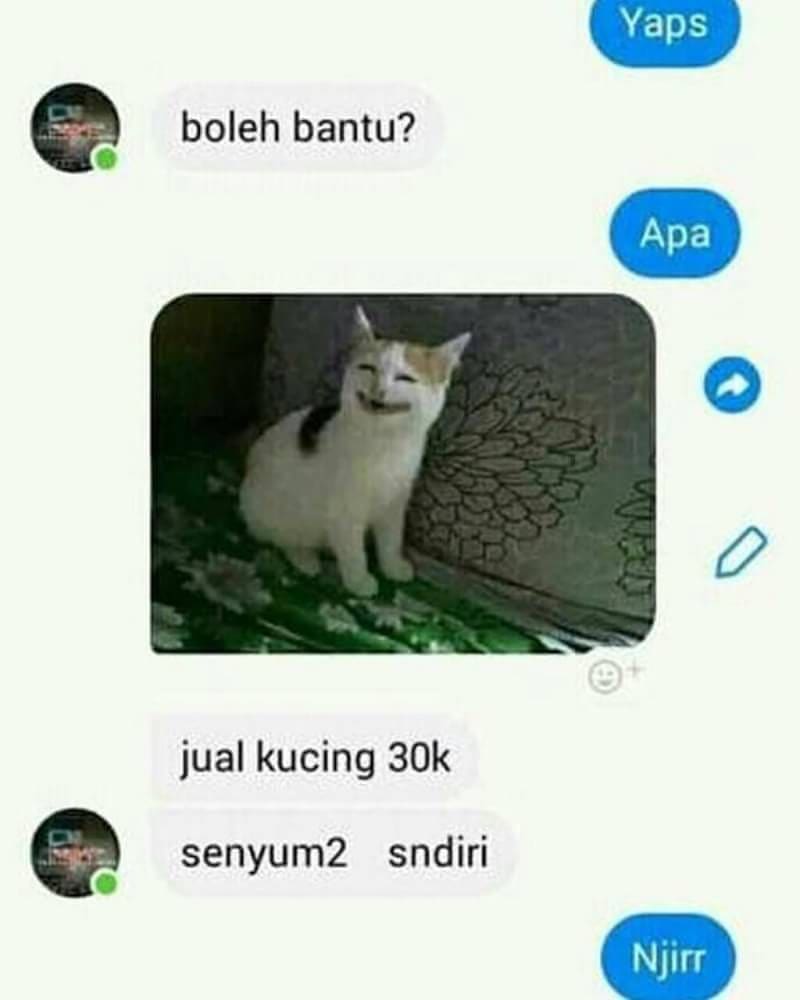 Yaps
boleh bantu?
Apa
jual kucing 30k
senyum2 sndiri
Njirr